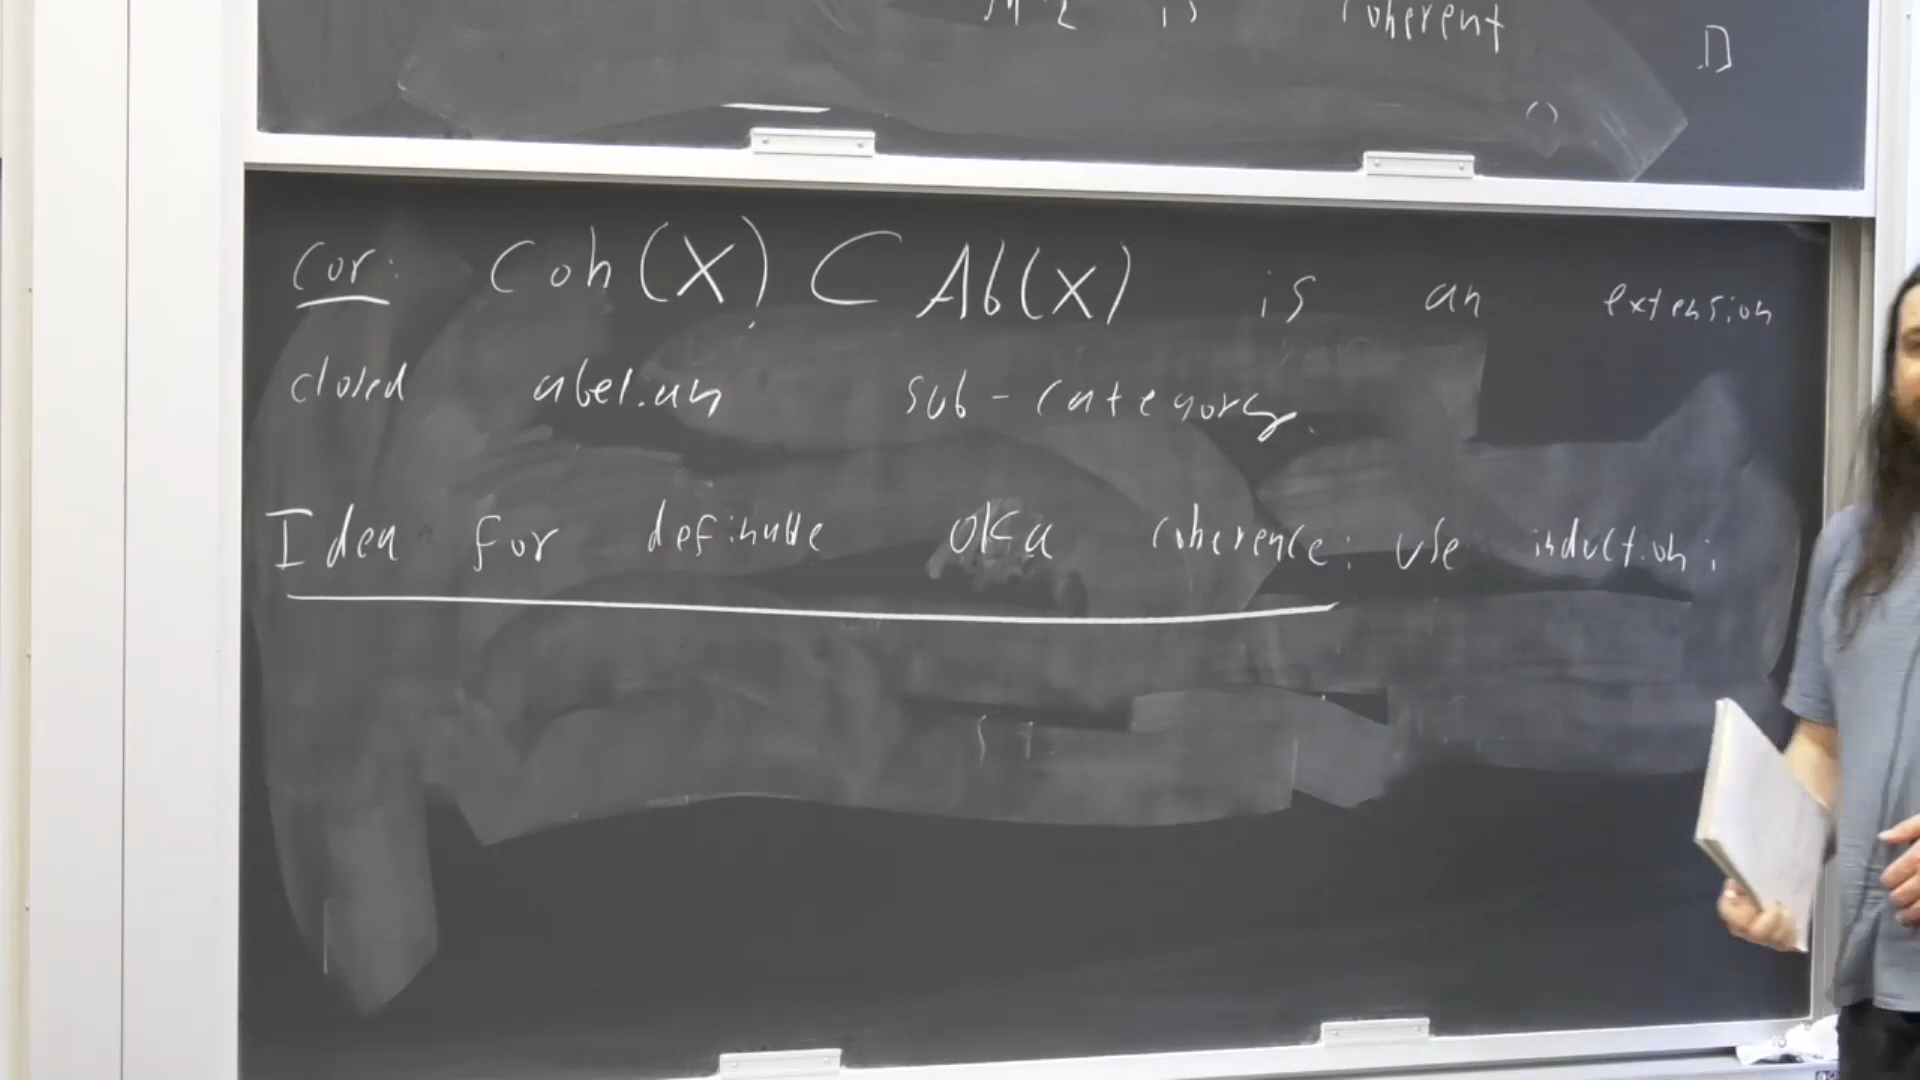 is coherent
Cor: Coh(X) ⊂ Ab(X) is an extension
closed abelian sub-category.
Idea for definable Oka coherence: use induction: